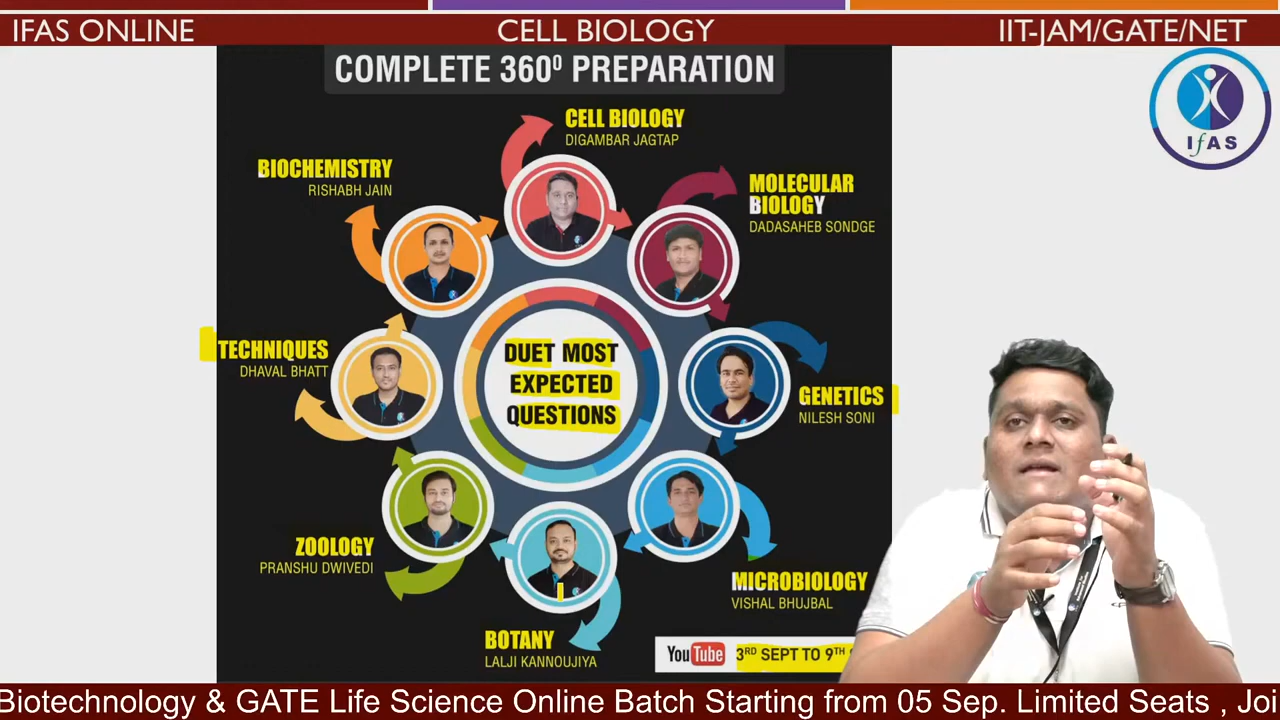 IFAS ONLINE
CELL BIOLOGY
IIT-JAM/GATE/NET
IfAS
COMPLETE 360⁰ PREPARATION
CELL BIOLOGY
DIGAMBAR JAGTAP
BIOCHEMISTRY
RISHABH JAIN
MOLECULAR
BIOLOGY
DADASAHEB SONDGE
TECHNIQUES
DHAVAL BHATT
DUET MOST
EXPECTED
QUESTIONS
GENETICS
NILESH SONI
ZOOLOGY
PRANSHU DWIVEDI
MICROBIOLOGY
VISHAL BHUJBAL
BOTANY
LALJI KANNOUJIYA
YouTube
3RD SEPT TO 9TH
Biotechnology & GATE Life Science Online Batch Starting from 05 Sep. Limited Seats , Joi